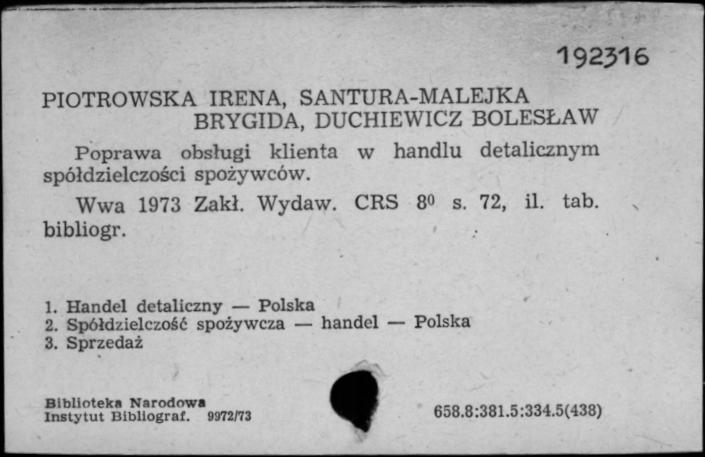 192316
PIOTROWSKA IRENA, SANTURA-MALEJKA
BRYGIDA, DUCHIEWICZ BOLESŁAW
Poprawa obsługi klienta w handlu detalicznym
spółdzielczości spożywców.
Wwa 1973 Zakł. Wydaw. CRS 8⁰ s. 72, il. tab.
bibliogr.
1. Handel detaliczny — Polska
2. Spółdzielczość spożywcza — handel — Polska
3. Sprzedaż
Biblioteka Narodowa
Instytut Bibliograf. 9972/73
658.8:381.5:334.5(438)